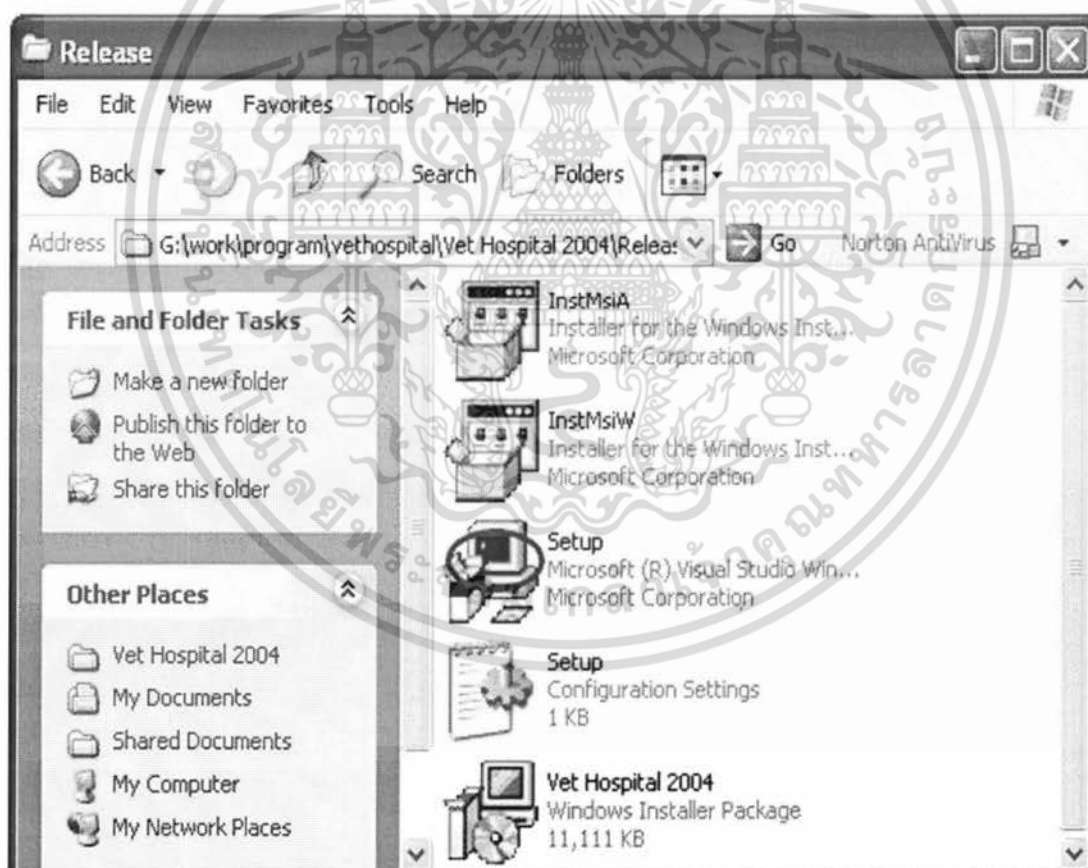 Release
File Edit View Favorites Tools Help
Back Search Folders
Address G:\work\program\vethospital\Vet Hospital 2004\Releas Go Norton AntiVirus
File and Folder Tasks
Make a new folder
Publish this folder to
the Web
Share this folder
Other Places
Vet Hospital 2004
My Documents
Shared Documents
My Computer
My Network Places
InstMsiA
Installer for the Windows Inst...
Microsoft Corporation
InstMsiW
Installer for the Windows Inst...
Microsoft Corporation
Setup
Microsoft (R) Visual Studio Win...
Microsoft Corporation
Setup
Configuration Settings
1 KB
Vet Hospital 2004
Windows Installer Package
11,111 KB